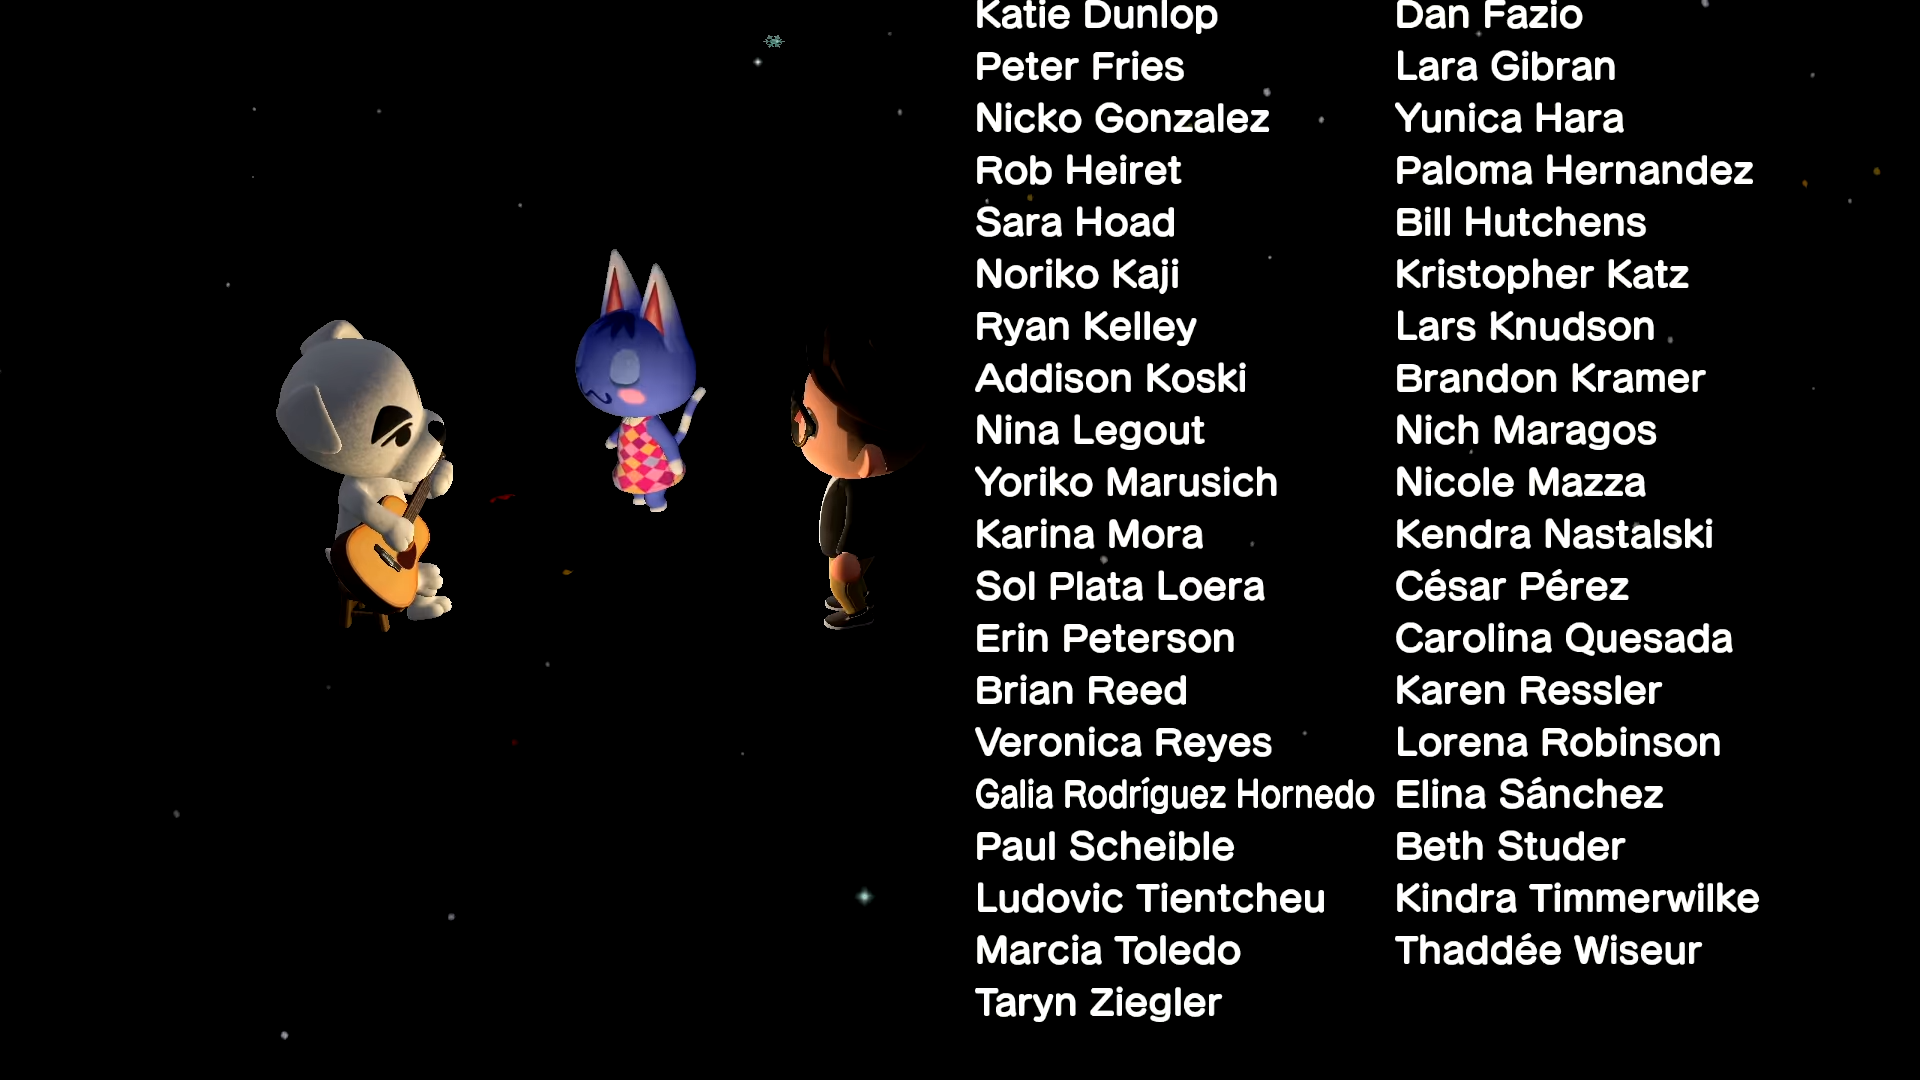 Katie Dunlop Dan Fazio
Peter Fries Lara Gibran
Nicko Gonzalez Yunica Hara
Rob Heiret Paloma Hernandez
Sara Hoad Bill Hutchens
Noriko Kaji Kristopher Katz
Ryan Kelley Lars Knudson
Addison Koski Brandon Kramer
Nina Legout Nich Maragos
Yoriko Marusich Nicole Mazza
Karina Mora Kendra Nastalski
Sol Plata Loera César Pérez
Erin Peterson Carolina Quesada
Brian Reed Karen Ressler
Veronica Reyes Lorena Robinson
Galia Rodríguez Hornedo Elina Sánchez
Paul Scheible Beth Studer
Ludovic Tientcheu Kindra Timmerwilke
Marcia Toledo Thaddée Wiseur
Taryn Ziegler